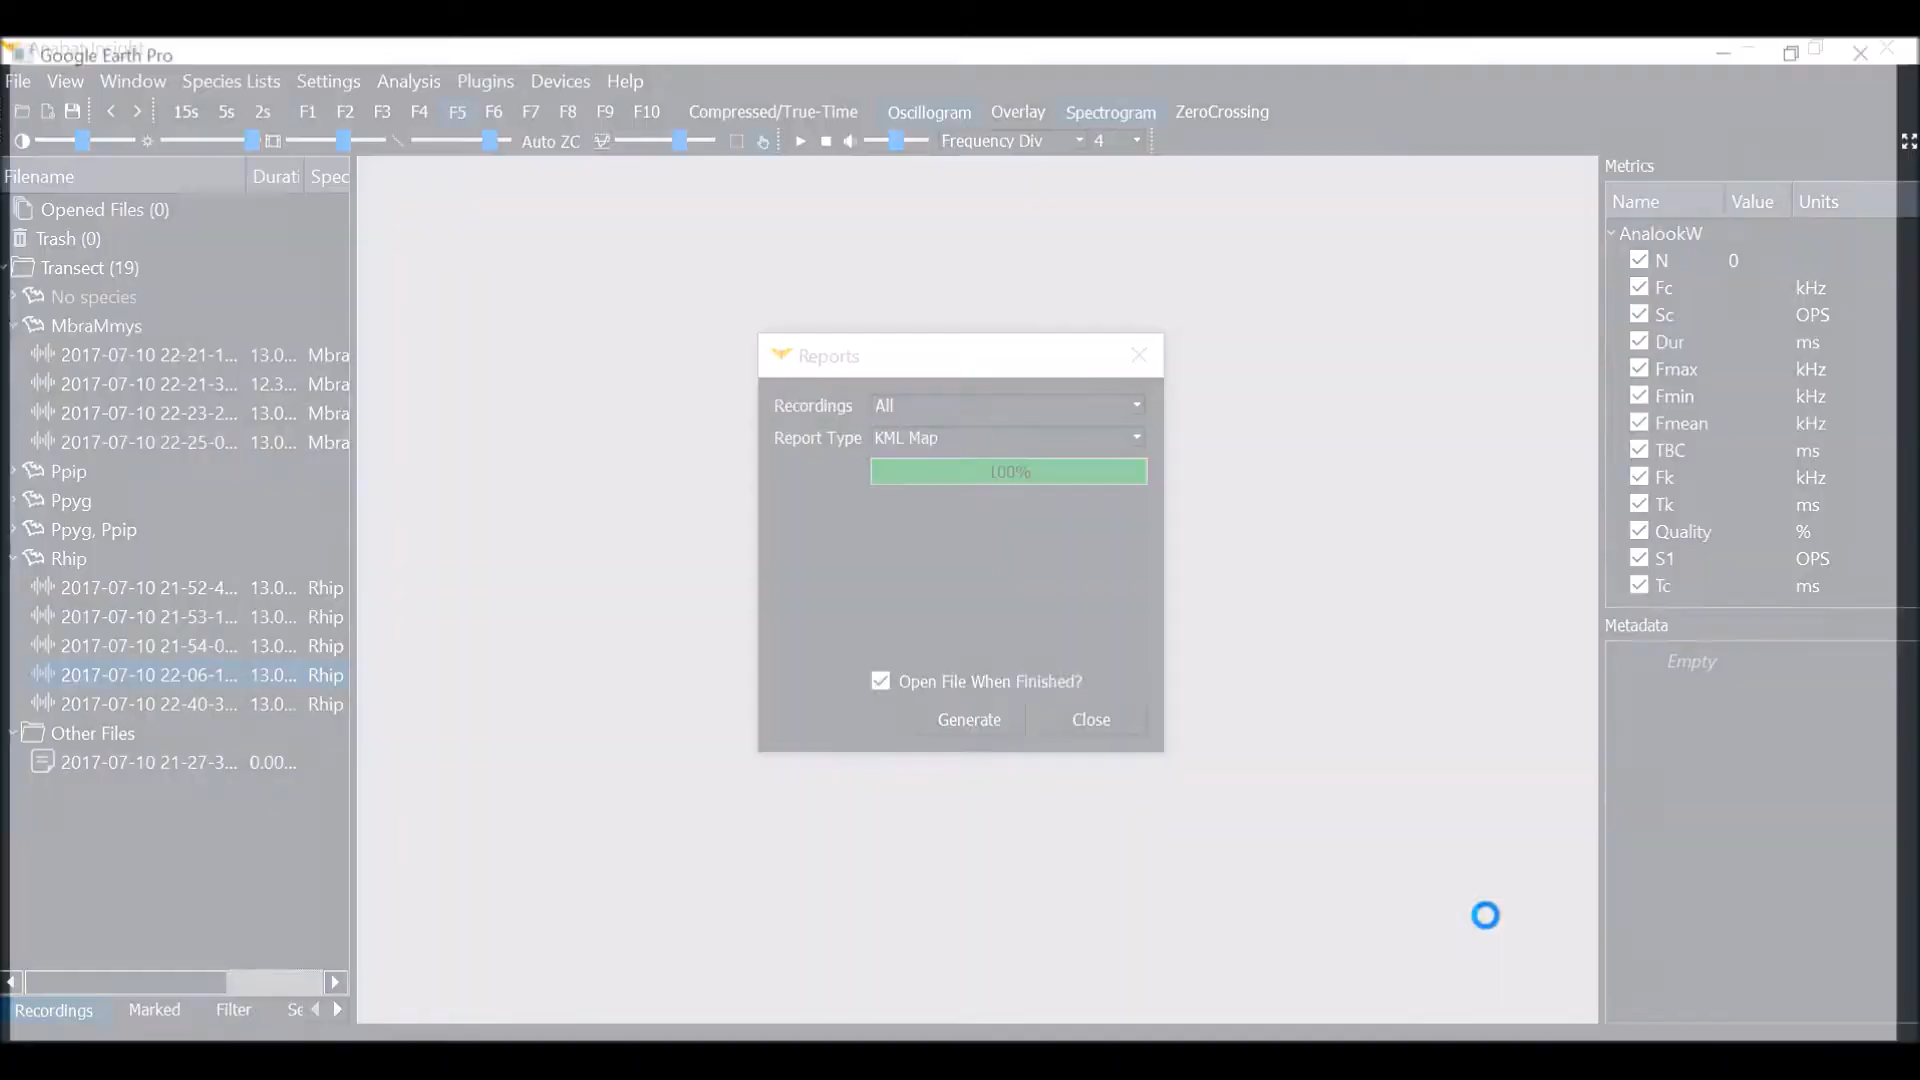 Anabat Insight
Google Earth Pro
File View Window Species Lists Settings Analysis Plugins Devices Help
15s 5s 2s F1 F2 F3 F4 F5 F6 F7 F8 F9 F10 Compressed/True-Time Oscillogram Overlay Spectrogram ZeroCrossing
Auto ZC Frequency Div 4
Filename Durati Spec
Opened Files (0)
Trash (0)
Transect (19)
No species
MbraMmys
2017-07-10 22-21-1... 13.0... Mbra
2017-07-10 22-21-3... 12.3... Mbra
2017-07-10 22-23-2... 13.0... Mbra
2017-07-10 22-25-0... 13.0... Mbra
Ppip
Ppyg
Ppyg, Ppip
Rhip
2017-07-10 21-52-4... 13.0... Rhip
2017-07-10 21-53-1... 13.0... Rhip
2017-07-10 21-54-0... 13.0... Rhip
2017-07-10 22-06-1... 13.0... Rhip
2017-07-10 22-40-3... 13.0... Rhip
Other Files
2017-07-10 21-27-3... 0.00...
Recordings Marked Filter Se
Reports
Recordings All
Report Type KML Map
100%
Open File When Finished?
Generate Close
Metrics
Name Value Units
AnalookW
N 0
Fc kHz
Sc OPS
Dur ms
Fmax kHz
Fmin kHz
Fmean kHz
TBC ms
Fk kHz
Tk ms
Quality %
S1 OPS
Tc ms
Metadata
Empty